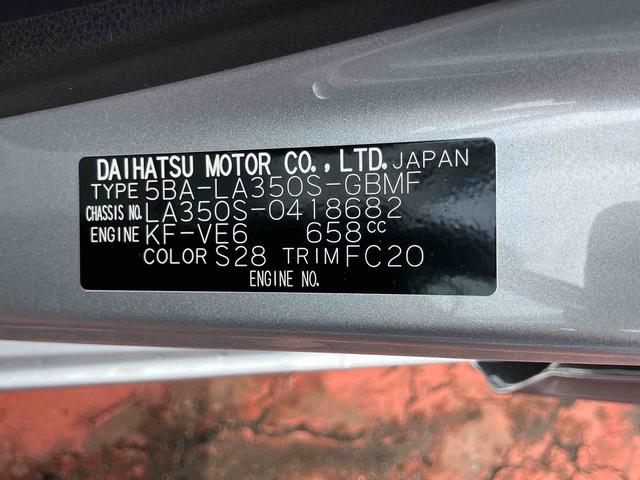 DAIHATSU MOTOR CO., LTD. JAPAN
TYPE 5BA-LA350S-GBMF
CHASSIS NO. LA350S-0418682
ENGINE KF-VE6 658cc
COLOR S28 TRIM FC20
ENGINE NO.